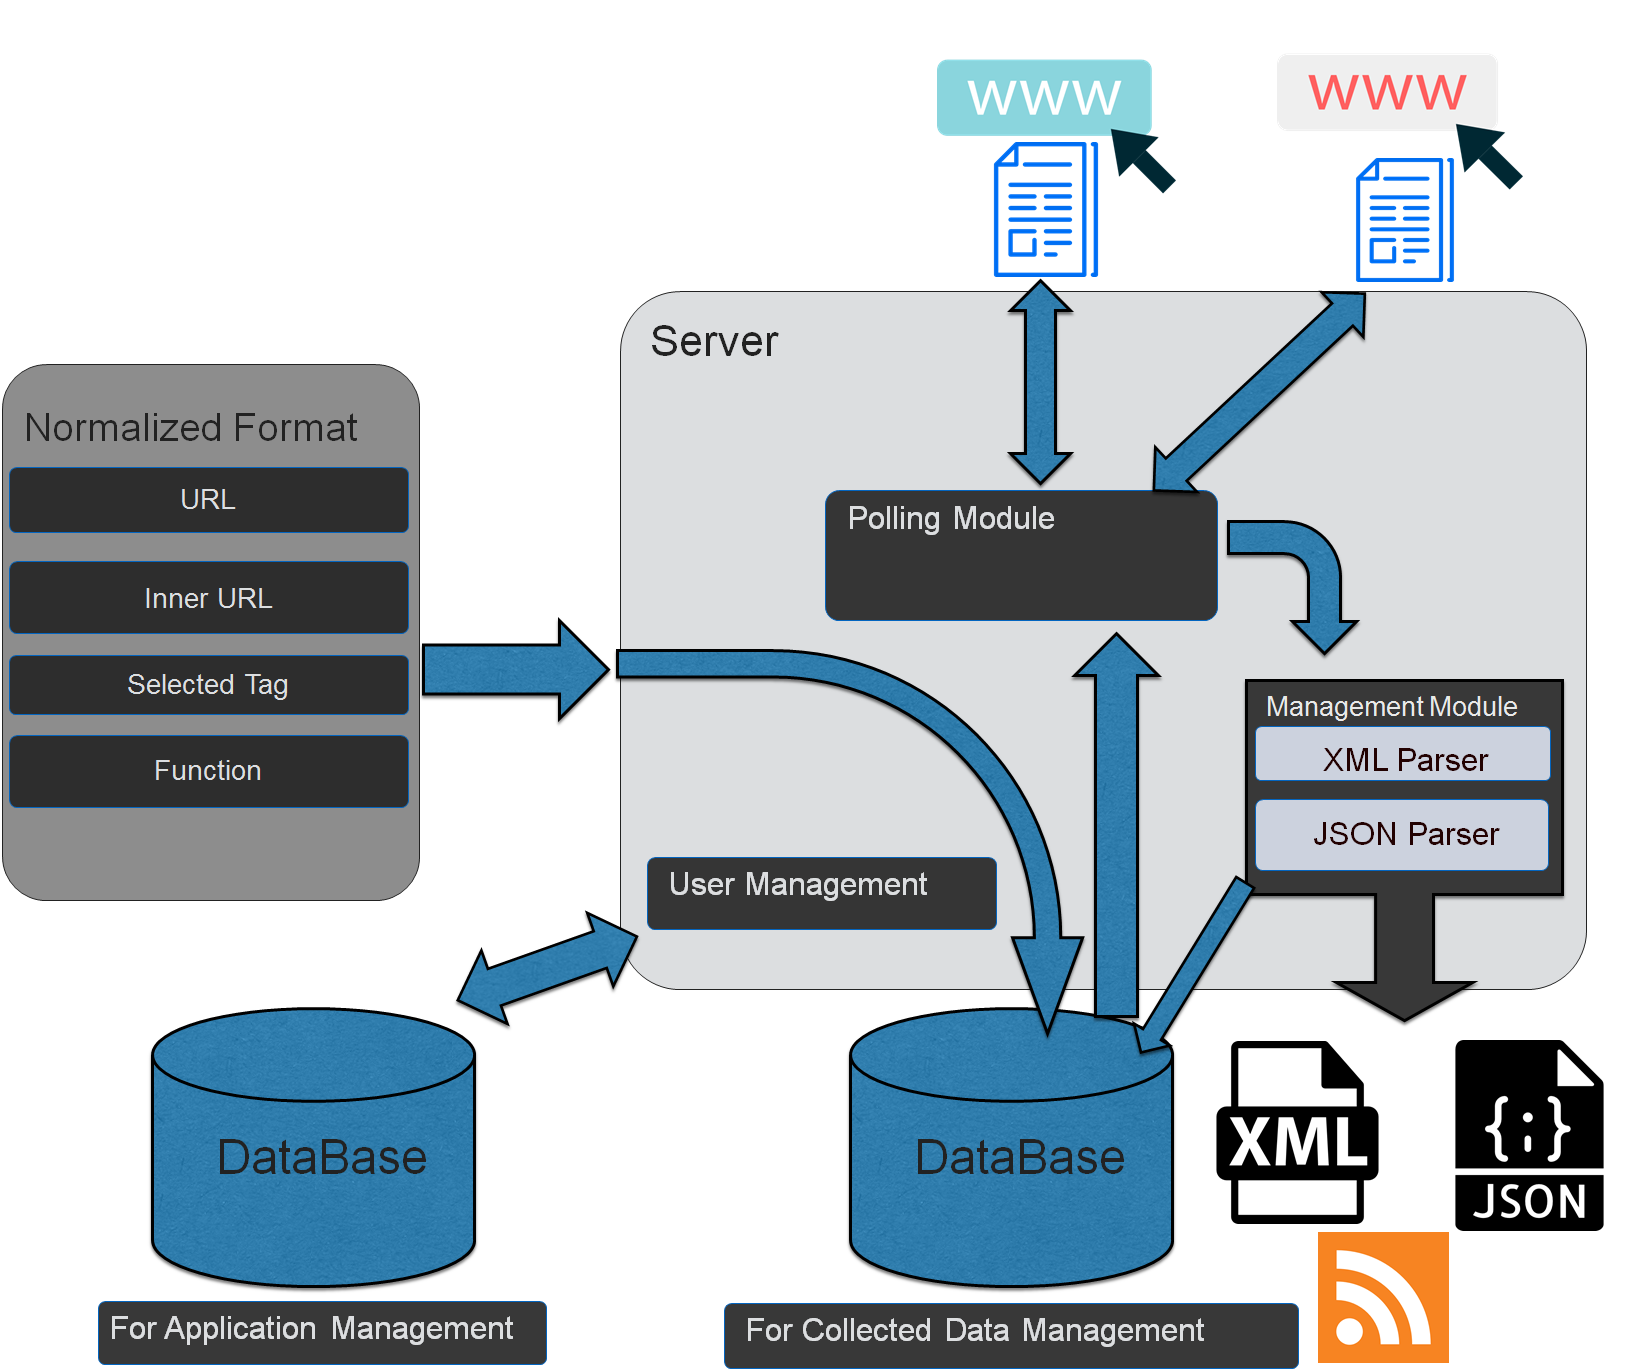 WWW
WWW
Server
Normalized Format
URL
Inner URL
Selected Tag
Function
Polling Module
Management Module
XML Parser
JSON Parser
User Management
DataBase
DataBase
XML
{;}
JSON
For Application Management
For Collected Data Management